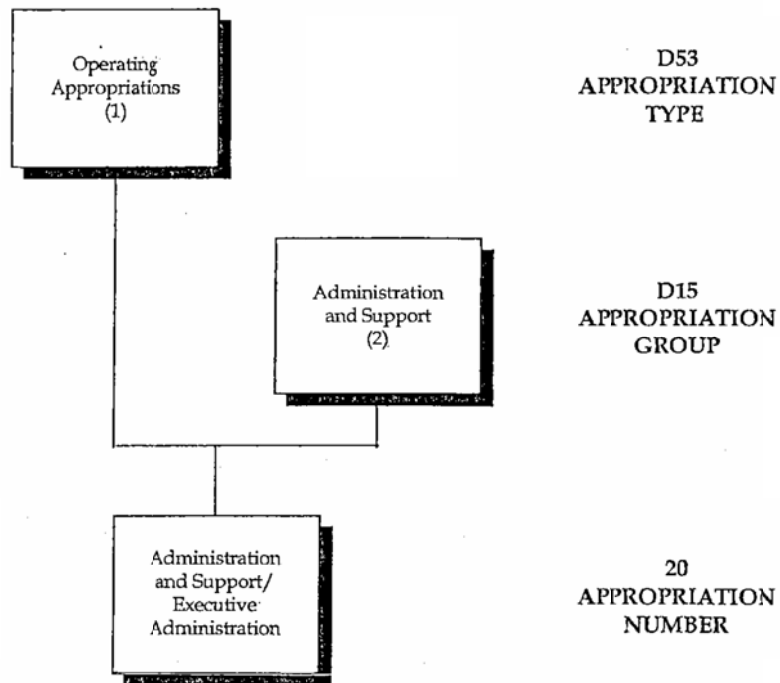 Operating
Appropriations
(1)
D53
APPROPRIATION
TYPE
Administration
and Support
(2)
D15
APPROPRIATION
GROUP
Administration
and Support/
Executive
Administration
20
APPROPRIATION
NUMBER